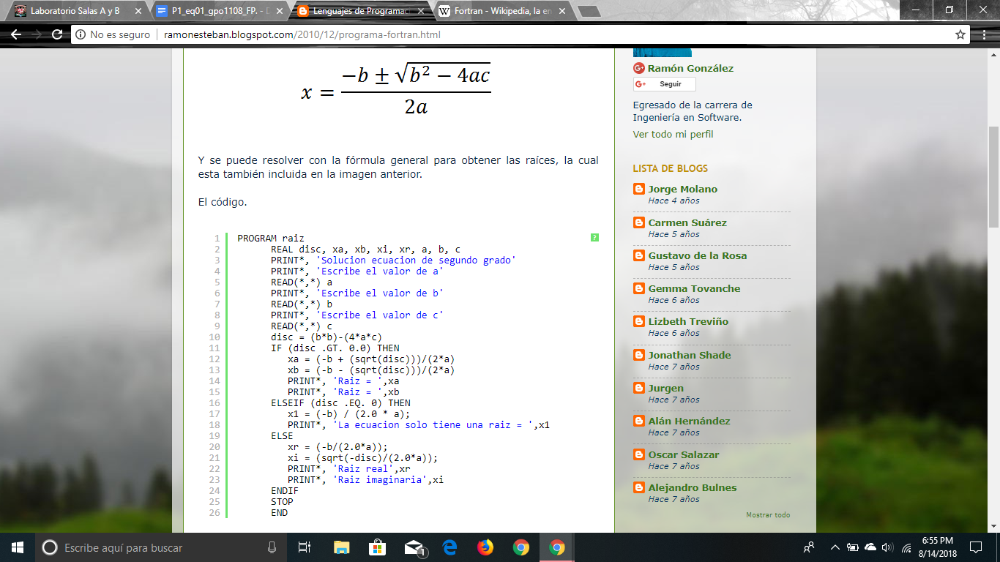 Laboratorio Salas A y B
P1_eq01_gpo1108_FP. - D
Lenguajes de Programac
Fortran - Wikipedia, la en
No es seguro
ramonesteban.blogspot.com/2010/12/programa-fortran.html
x = (−b ± √(b² − 4ac)) / 2a
Y se puede resolver con la fórmula general para obtener las raíces, la cual
esta también incluida en la imagen anterior.
El código.
1 PROGRAM raiz
2 REAL disc, xa, xb, xi, xr, a, b, c
3 PRINT*, 'Solucion ecuacion de segundo grado'
4 PRINT*, 'Escribe el valor de a'
5 READ(*,*) a
6 PRINT*, 'Escribe el valor de b'
7 READ(*,*) b
8 PRINT*, 'Escribe el valor de c'
9 READ(*,*) c
10 disc = (b*b)-(4*a*c)
11 IF (disc .GT. 0.0) THEN
12 xa = (-b + (sqrt(disc)))/(2*a)
13 xb = (-b - (sqrt(disc)))/(2*a)
14 PRINT*, 'Raiz = ',xa
15 PRINT*, 'Raiz = ',xb
16 ELSEIF (disc .EQ. 0) THEN
17 x1 = (-b) / (2.0 * a);
18 PRINT*, 'La ecuacion solo tiene una raiz = ',x1
19 ELSE
20 xr = (-b/(2.0*a));
21 xi = (sqrt(-disc)/(2.0*a));
22 PRINT*, 'Raiz real',xr
23 PRINT*, 'Raiz imaginaria',xi
24 ENDIF
25 STOP
26 END
?
Ramón González
G+ Seguir
Egresado de la carrera de
Ingeniería en Software.
Ver todo mi perfil
LISTA DE BLOGS
Jorge Molano
Hace 4 años
Carmen Suárez
Hace 5 años
Gustavo de la Rosa
Hace 5 años
Gemma Tovanche
Hace 6 años
Lizbeth Treviño
Hace 6 años
Jonathan Shade
Hace 7 años
Jurgen
Hace 7 años
Alán Hernández
Hace 7 años
Oscar Salazar
Hace 7 años
Alejandro Bulnes
Hace 7 años
Mostrar todo
Escribe aquí para buscar
1
6:55 PM
8/14/2018